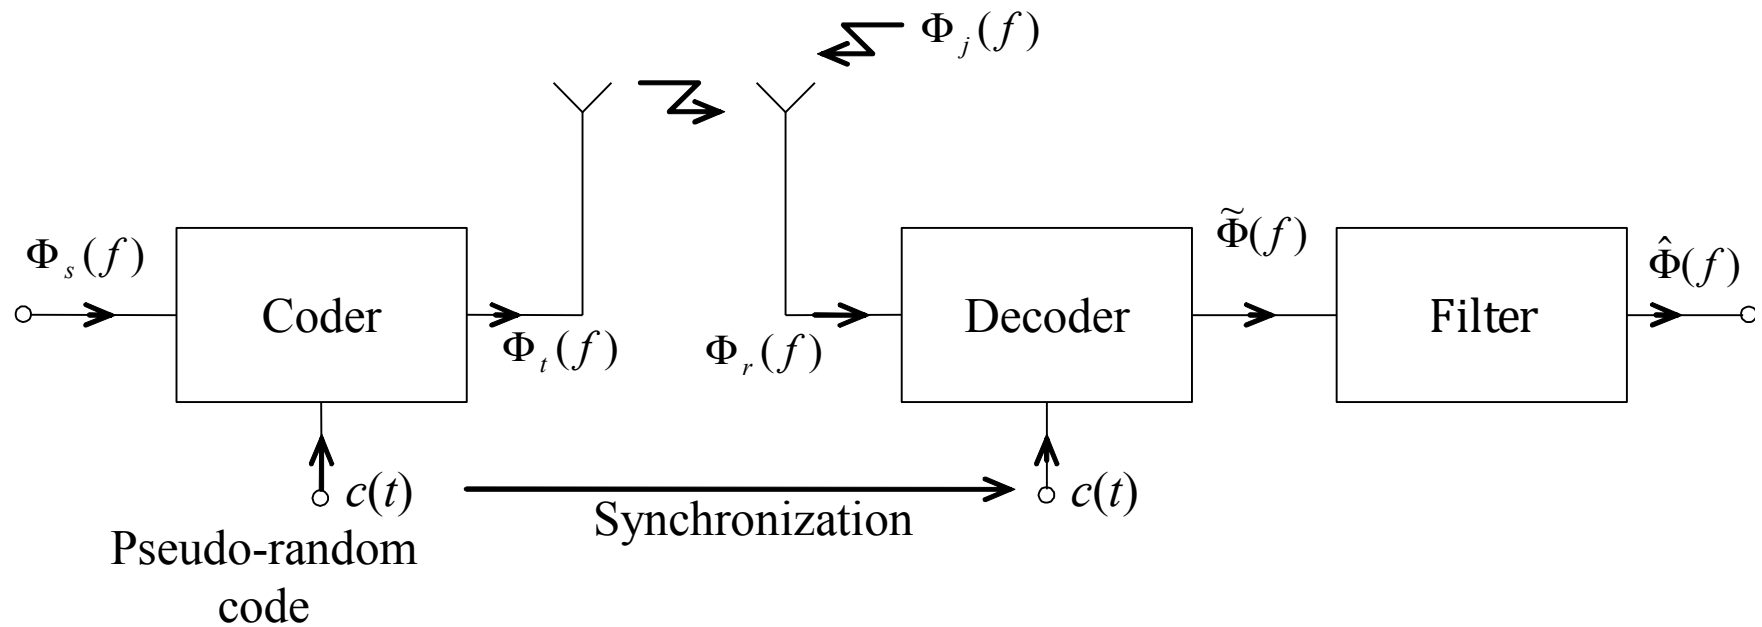 Φ_j(f)
Φ_s(f)
Coder
Φ_t(f)
Φ_r(f)
Decoder
Φ̃(f)
Filter
Φ̂(f)
c(t)
Synchronization
c(t)
Pseudo-random
code